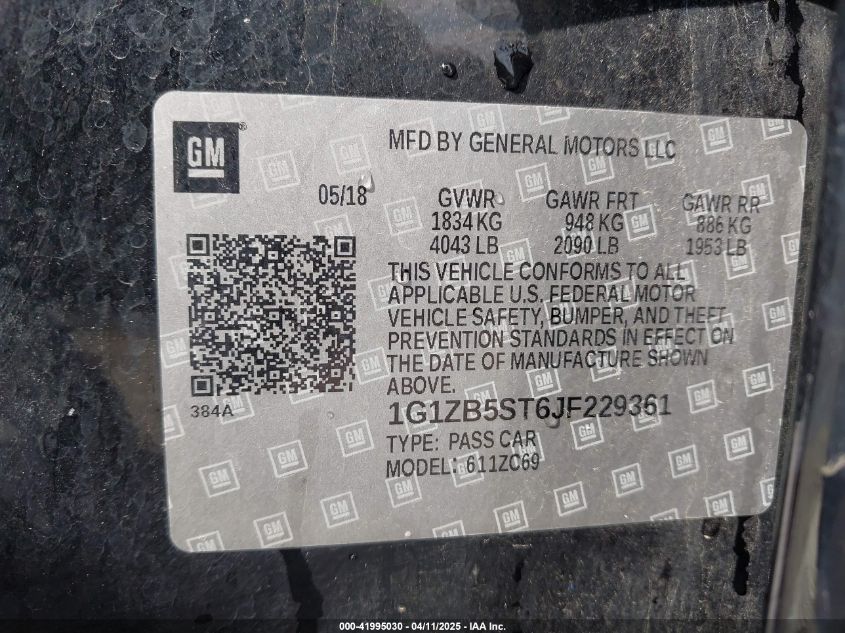 GM
MFD BY GENERAL MOTORS LLC
05/18
GVWR GAWR FRT GAWR RR
1834 KG 948 KG 886 KG
4043 LB 2090 LB 1953 LB
THIS VEHICLE CONFORMS TO ALL
APPLICABLE U.S. FEDERAL MOTOR
VEHICLE SAFETY, BUMPER, AND THEFT
PREVENTION STANDARDS IN EFFECT ON
THE DATE OF MANUFACTURE SHOWN
ABOVE.
384A
1G1ZB5ST6JF229361
TYPE: PASS CAR
MODEL: 611ZC69
000-41995030 - 04/11/2025 - IAA Inc.